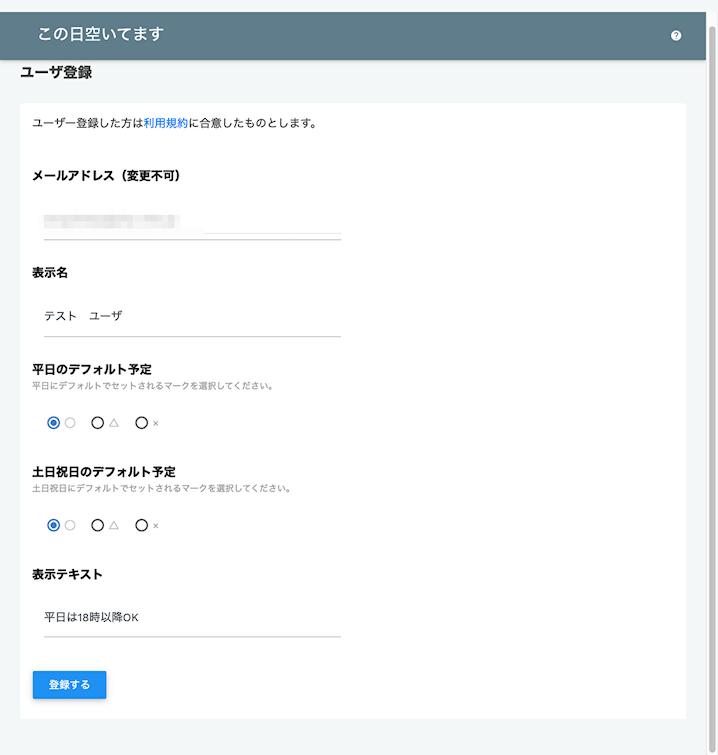 この日空いてます
ユーザ登録
ユーザー登録した方は利用規約に合意したものとします。
メールアドレス（変更不可）
表示名
テスト　ユーザ
平日のデフォルト予定
平日にデフォルトでセットされるマークを選択してください。
○ △ ×
土日祝日のデフォルト予定
土日祝日にデフォルトでセットされるマークを選択してください。
○ △ ×
表示テキスト
平日は18時以降OK
登録する